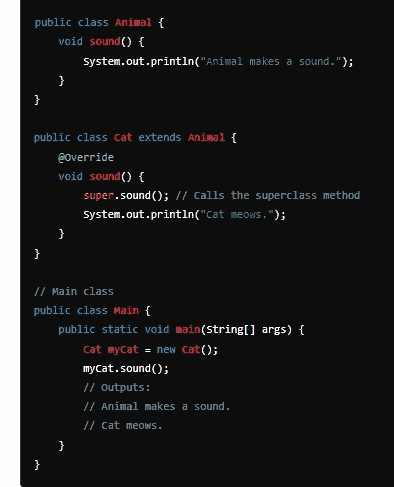 public class Animal {
    void sound() {
        System.out.println("Animal makes a sound.");
    }
}

public class Cat extends Animal {
    @Override
    void sound() {
        super.sound(); // Calls the superclass method
        System.out.println("Cat meows.");
    }
}

// Main class
public class Main {
    public static void main(String[] args) {
        Cat myCat = new Cat();
        myCat.sound();
        // Outputs:
        // Animal makes a sound.
        // Cat meows.
    }
}